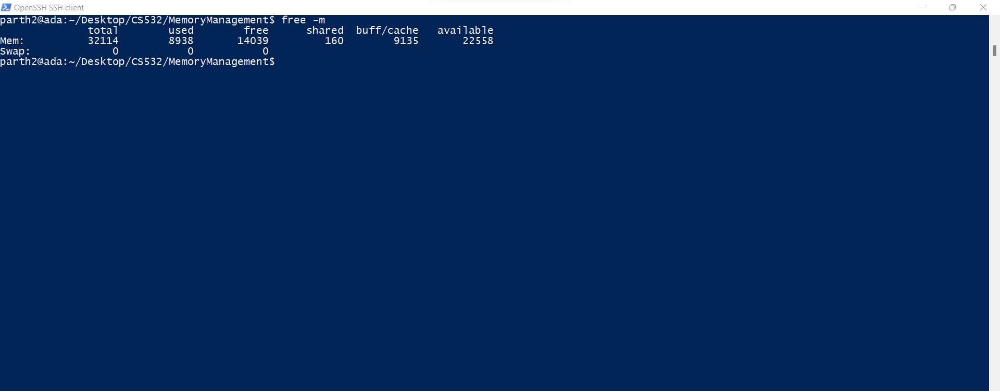 OpenSSH SSH client
parth2@ada:~/Desktop/CS532/MemoryManagement$ free -m
              total        used        free      shared  buff/cache   available
Mem:          32114        8938       14039         160        9135       22558
Swap:             0           0           0
parth2@ada:~/Desktop/CS532/MemoryManagement$